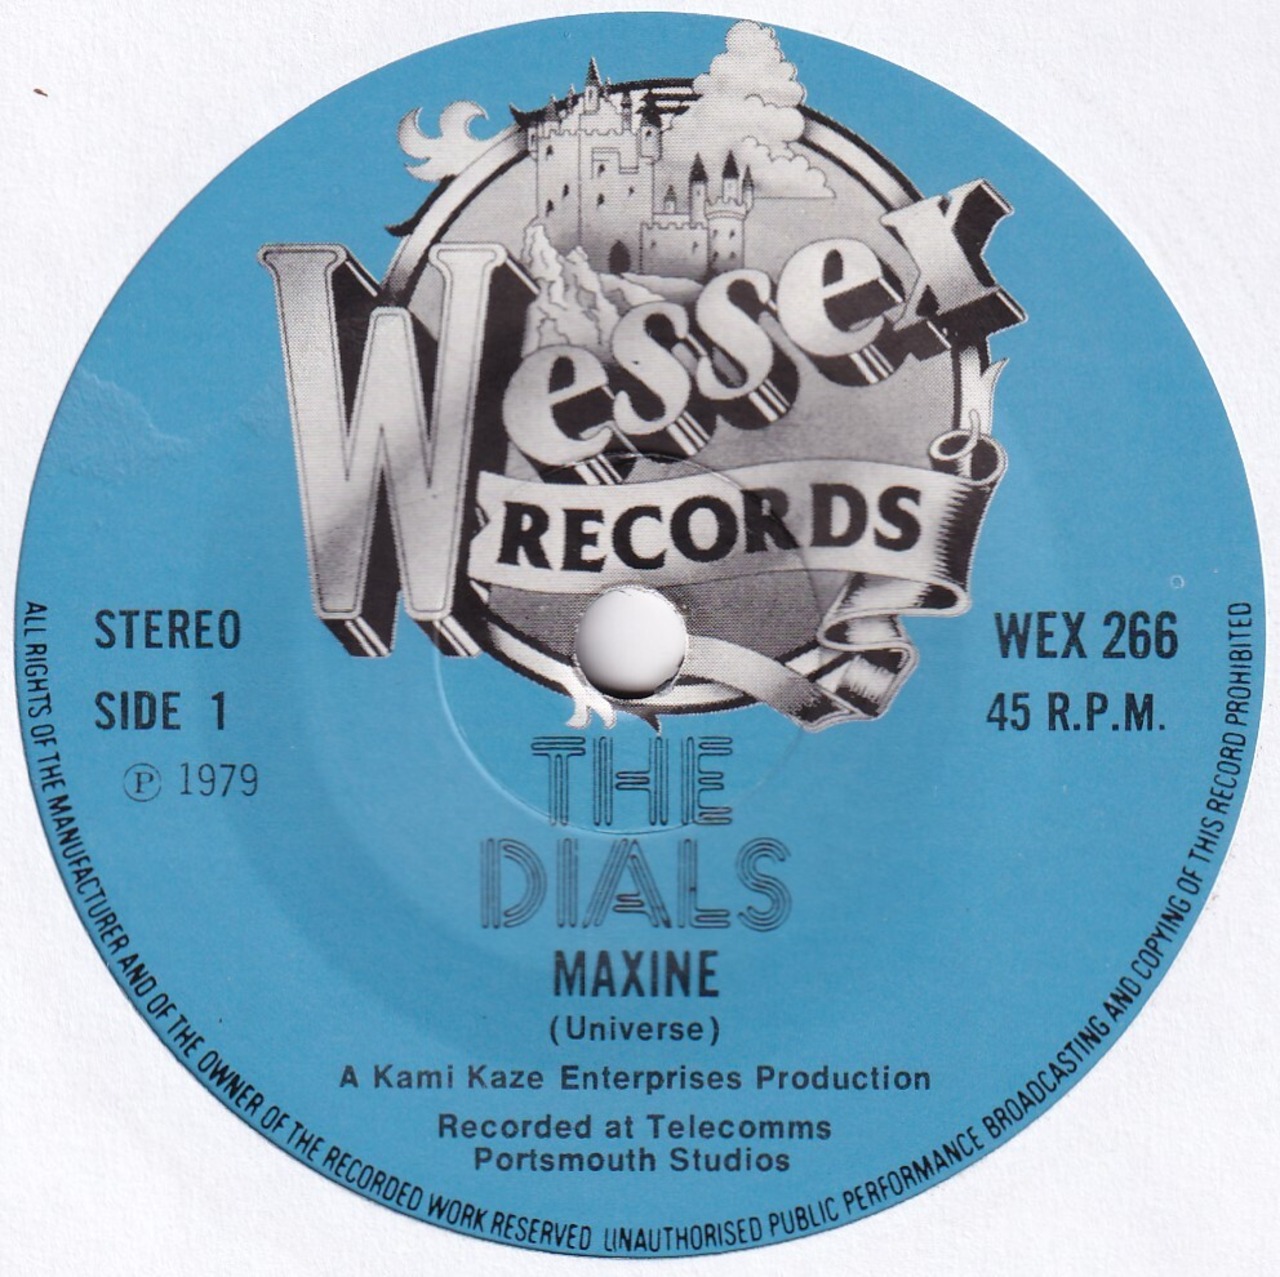 Wesser
RECORDS
STEREO
SIDE 1
Ⓟ 1979
WEX 266
45 R.P.M.
THE
DIALS
MAXINE
(Universe)
A Kami Kaze Enterprises Production
Recorded at Telecomms
Portsmouth Studios
ALL RIGHTS OF THE MANUFACTURER AND OF THE OWNER OF THE RECORDED WORK RESERVED UNAUTHORISED PUBLIC PERFORMANCE BROADCASTING AND COPYING OF THIS RECORD PROHIBITED